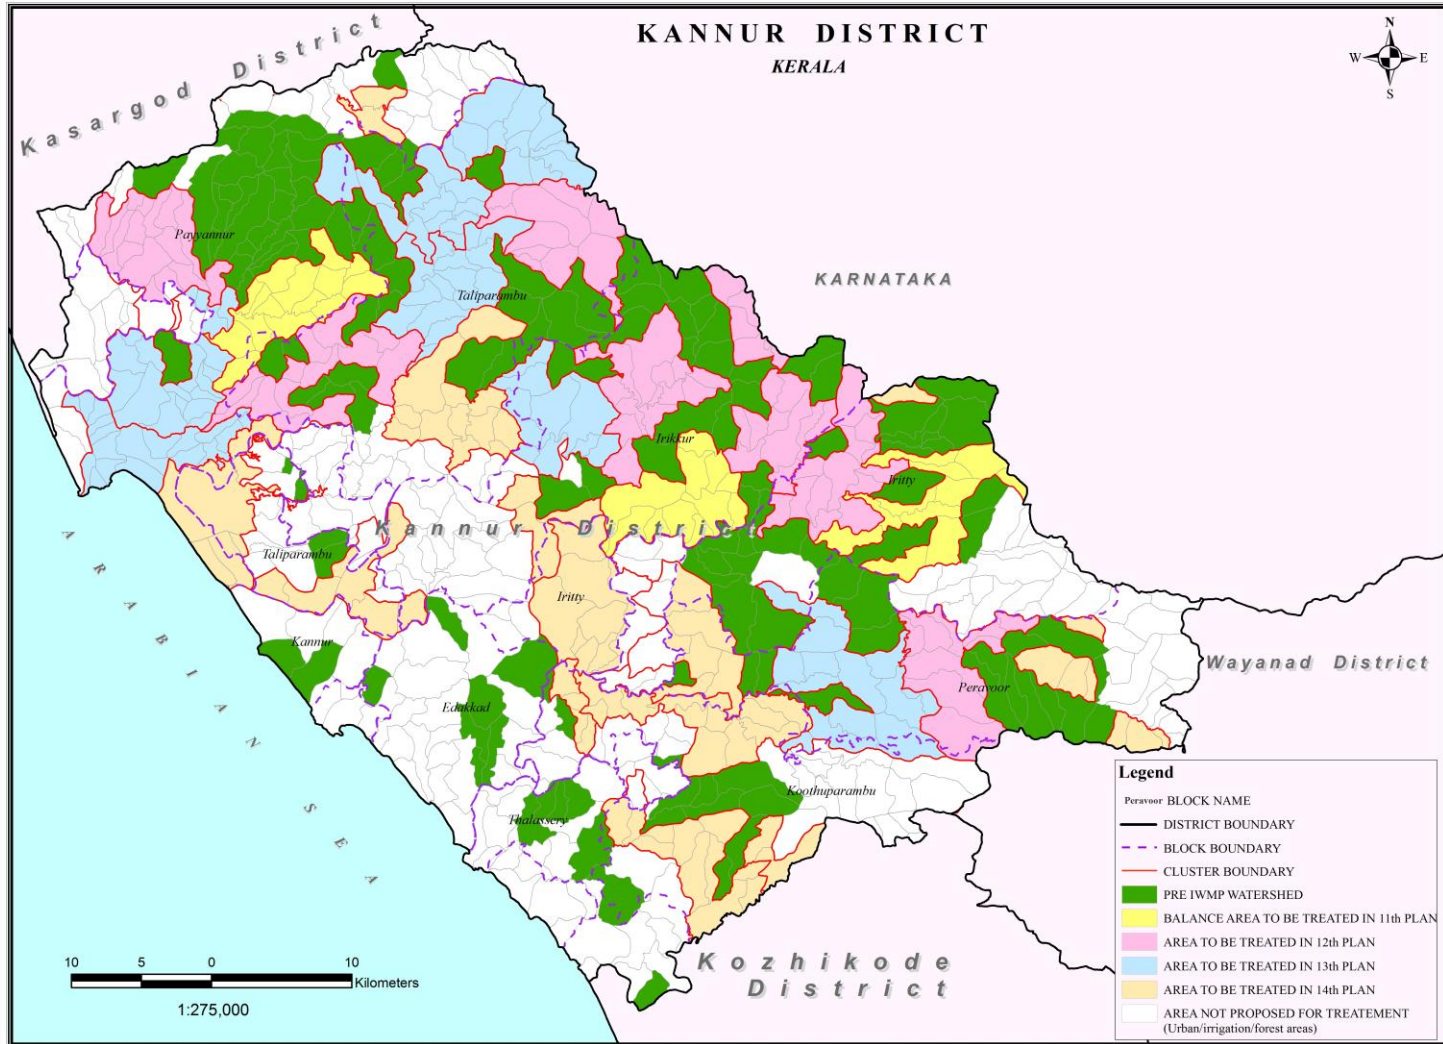 KANNUR DISTRICT
KERALA
N
W E
S
Kasargod District
Payyannur
KARNATAKA
Taliparambu
Irikkur
Iritty
Kannur District
Taliparambu
Iritty
Kannur
Wayanad District
Peravoor
Edakkad
ARABIAN SEA
Koothuparambu
Thalassery
Kozhikode
District
10 5 0 10
Kilometers
1:275,000
Legend
Peravoor BLOCK NAME
DISTRICT BOUNDARY
BLOCK BOUNDARY
CLUSTER BOUNDARY
PRE IWMP WATERSHED
BALANCE AREA TO BE TREATED IN 11th PLAN
AREA TO BE TREATED IN 12th PLAN
AREA TO BE TREATED IN 13th PLAN
AREA TO BE TREATED IN 14th PLAN
AREA NOT PROPOSED FOR TREATEMENT
(Urban/irrigation/forest areas)